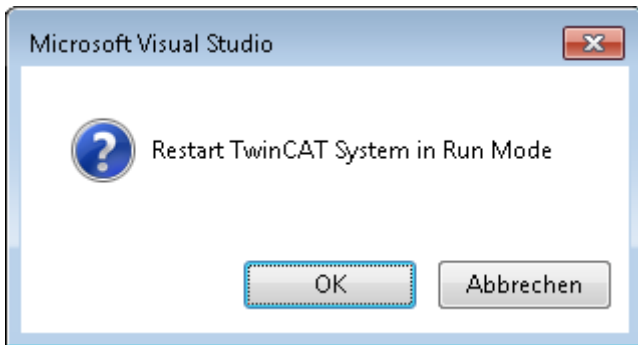 Microsoft Visual Studio
Restart TwinCAT System in Run Mode
OK
Abbrechen